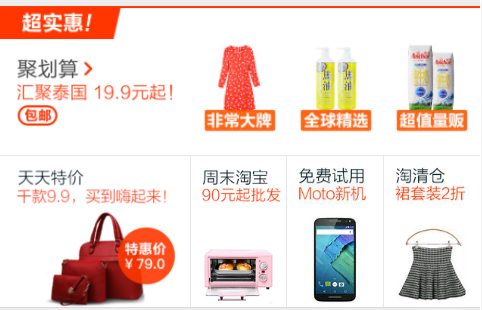 超实惠!
聚划算
汇聚泰国 19.9元起!
包邮
非常大牌
全球精选
超值量贩
天天特价
千款9.9，买到嗨起来!
特惠价
¥79.0
周末淘宝
90元起批发
免费试用
Moto新机
淘清仓
裙套装2折